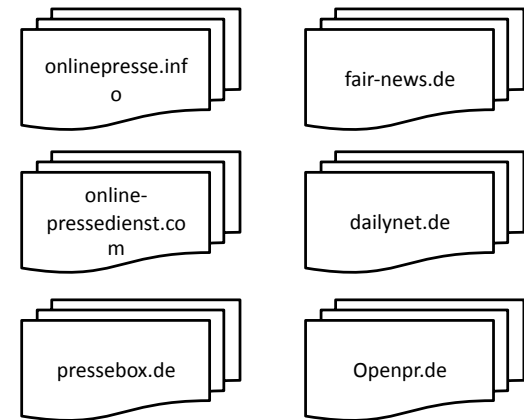 onlinepresse.inf
o
fair-news.de
online-
pressedienst.co
m
dailynet.de
pressebox.de
Openpr.de